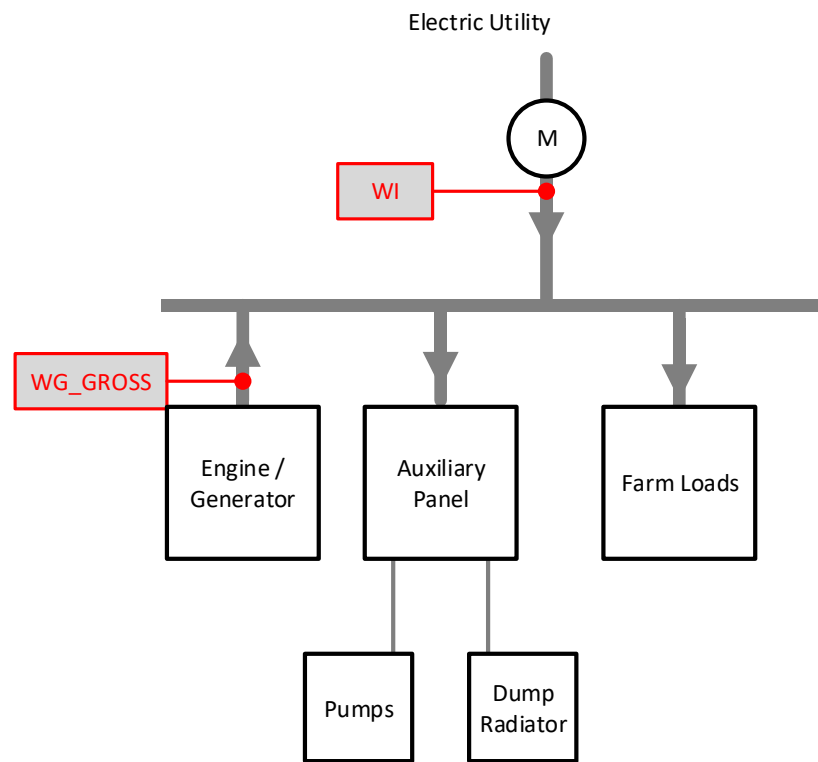 Electric Utility
M
WI
WG_GROSS
Engine /
Generator
Auxiliary
Panel
Farm Loads
Pumps
Dump
Radiator